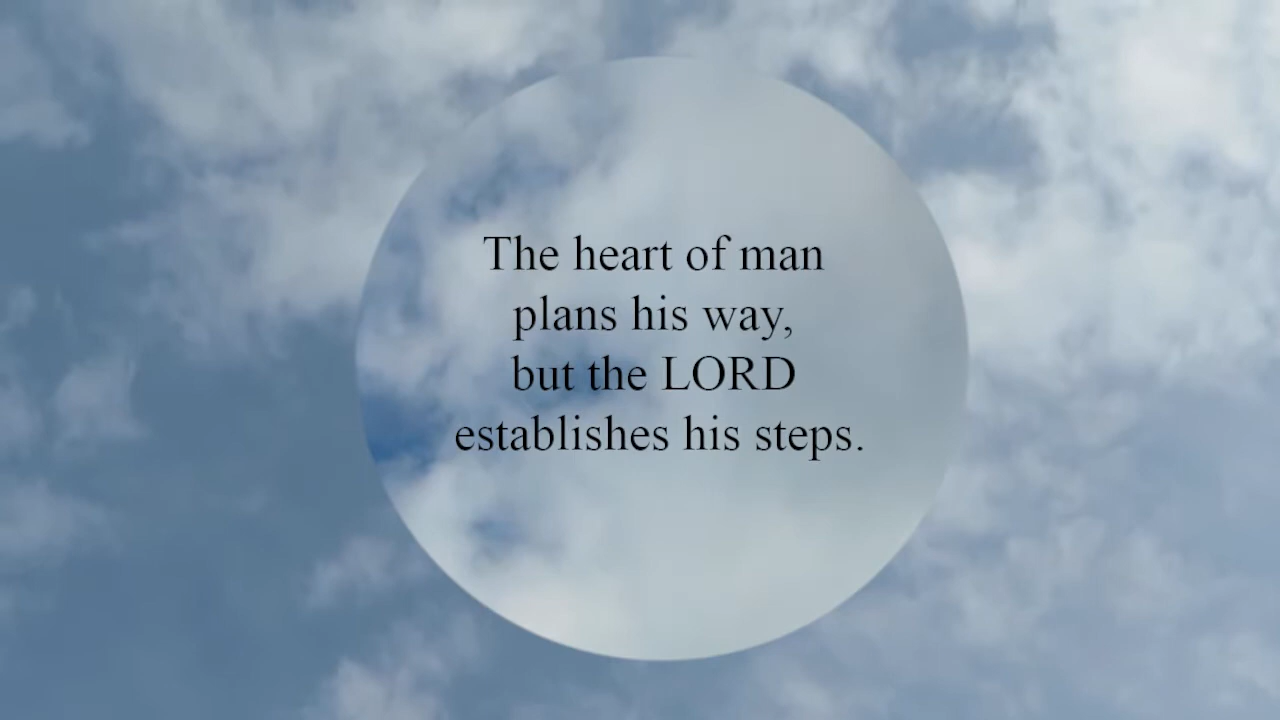 The heart of man
plans his way,
but the LORD
establishes his steps.